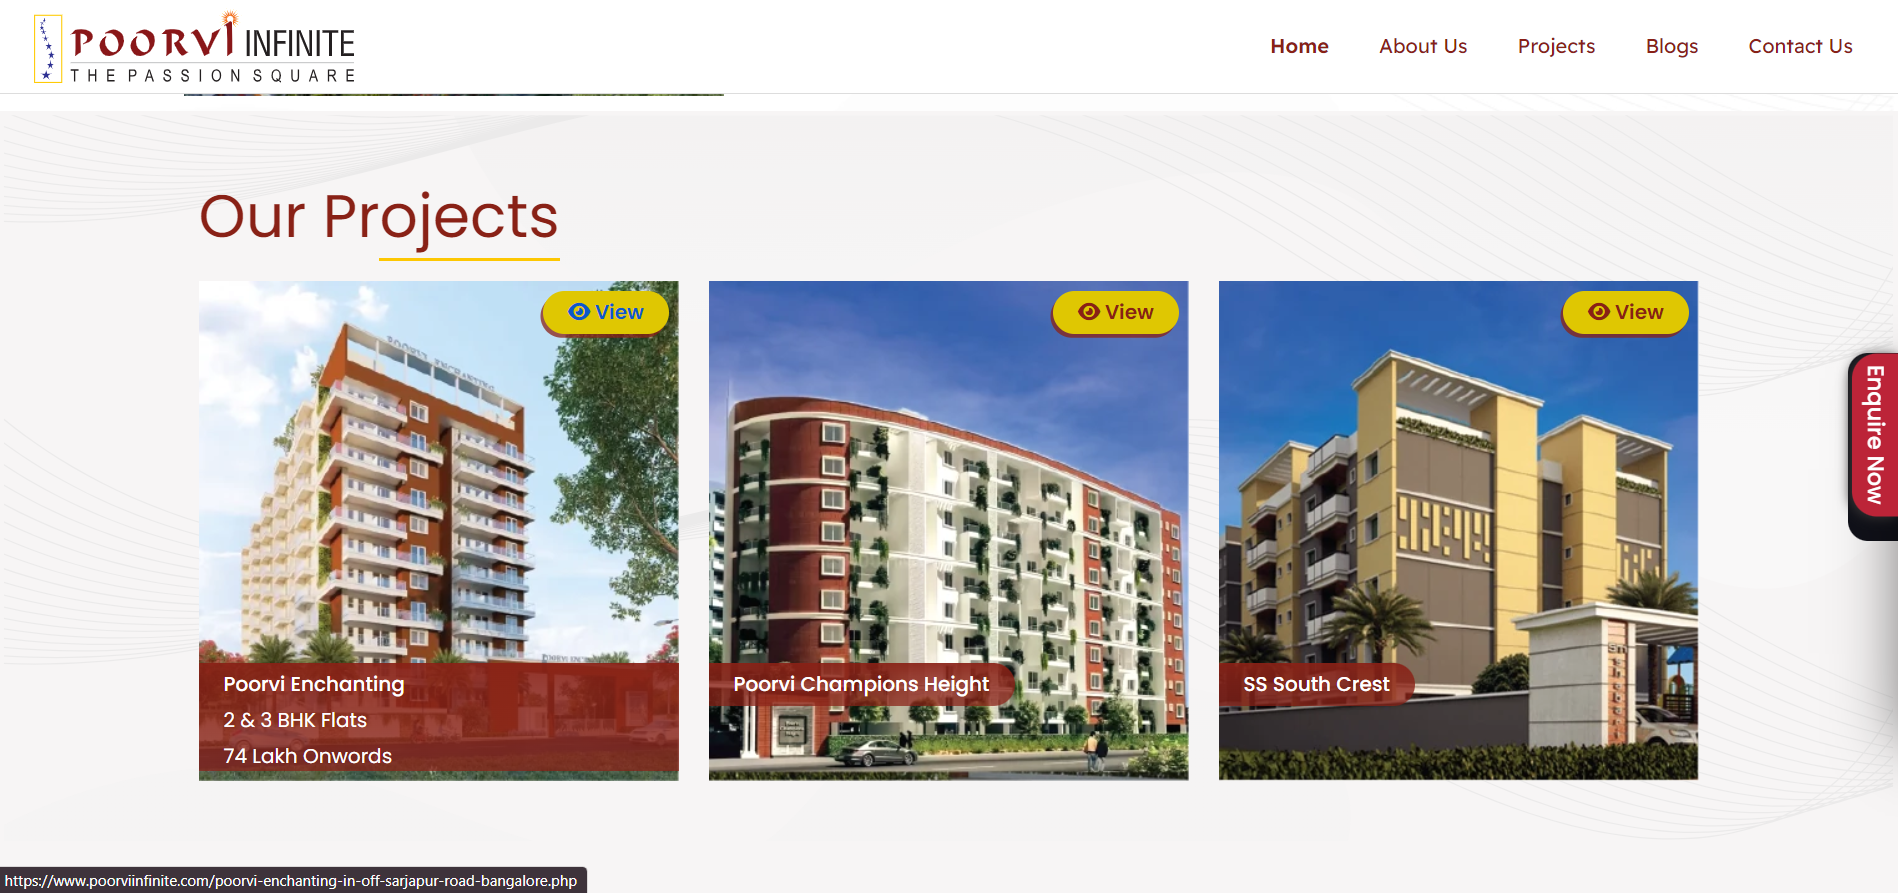 POORVI INFINITE
THE PASSION SQUARE
Home
About Us
Projects
Blogs
Contact Us
Our Projects
View
View
View
POORVI ENCHANTING
Enquire Now
Poorvi Enchanting
2 & 3 BHK Flats
74 Lakh Onwords
Poorvi Champions Height
SS South Crest
https://www.poorviinfinite.com/poorvi-enchanting-in-off-sarjapur-road-bangalore.php